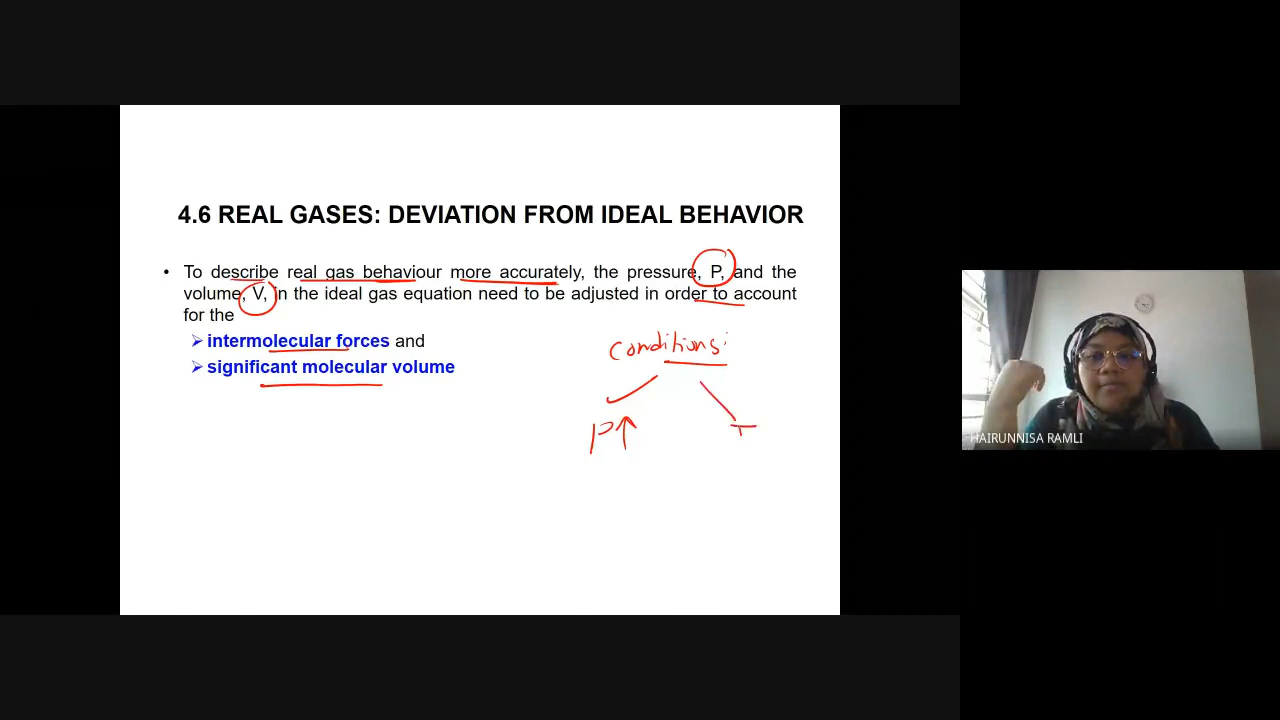 4.6 REAL GASES: DEVIATION FROM IDEAL BEHAVIOR
• To describe real gas behaviour more accurately, the pressure, P, and the
volume, V, in the ideal gas equation need to be adjusted in order to account
for the
➢ intermolecular forces and
➢ significant molecular volume
Conditions:
P↑
T
HAIRUNNISA RAMLI